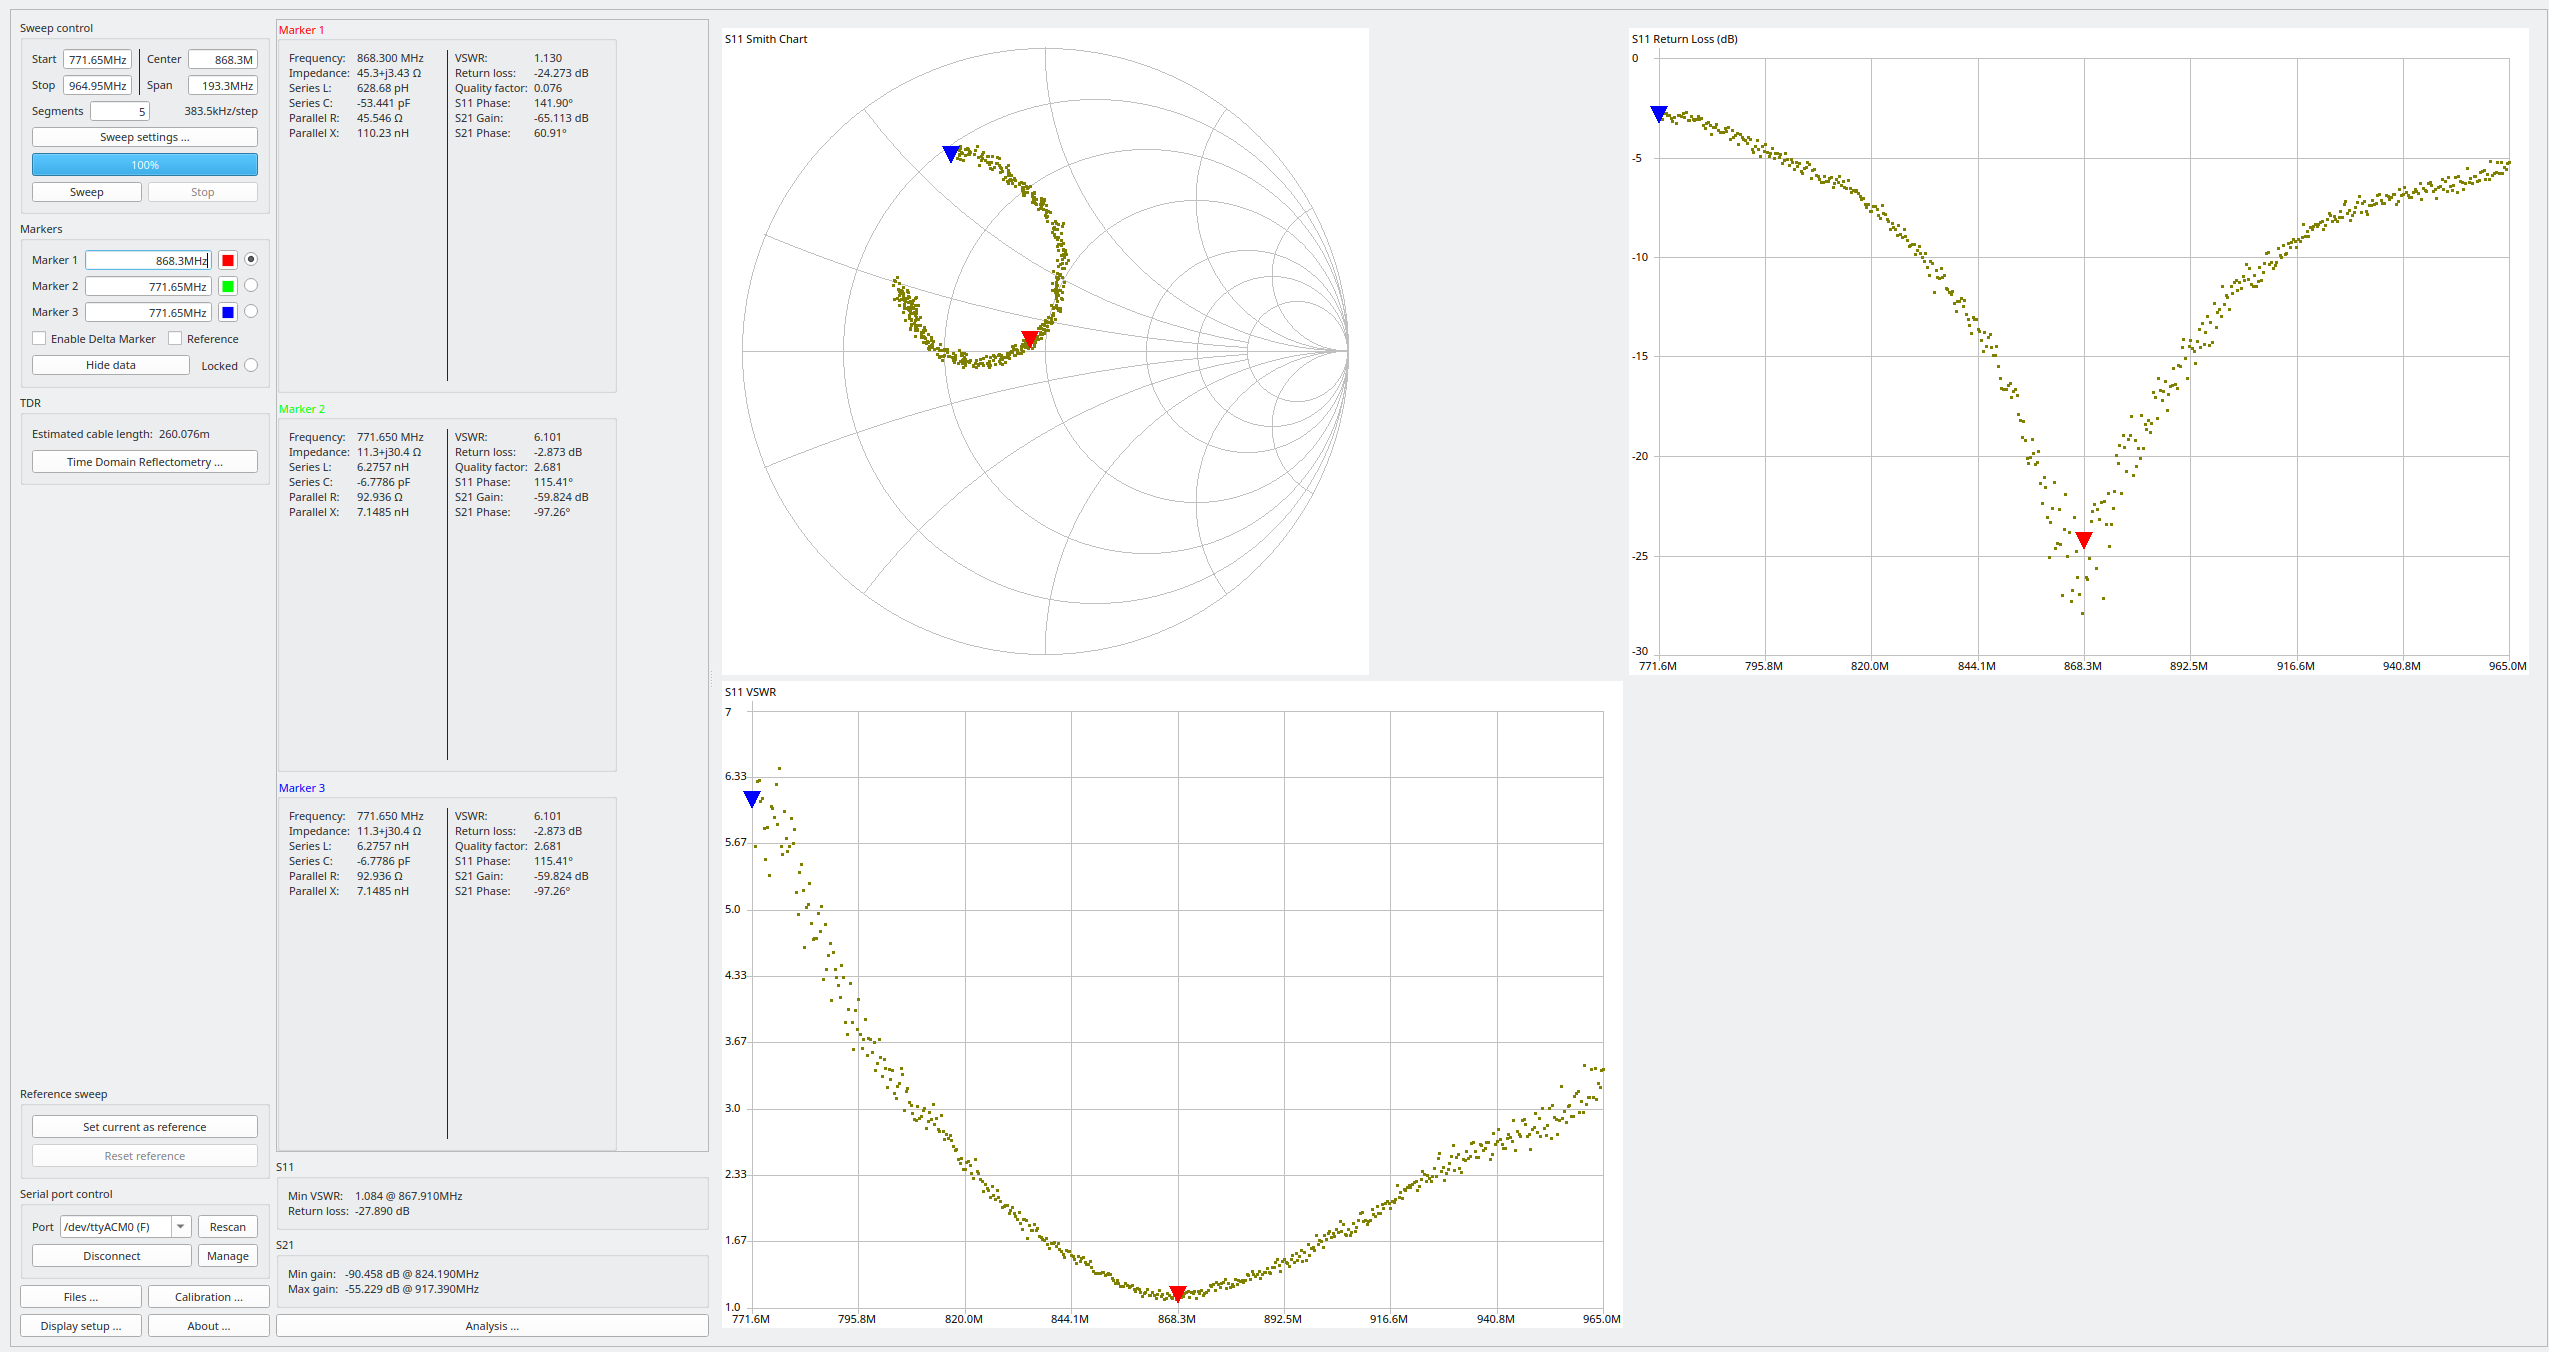 Sweep control
Start 771.65MHz Center 868.3M
Stop 964.95MHz Span 193.3MHz
Segments 5 383.5kHz/step
Sweep settings ...
100%
Sweep Stop
Markers
Marker 1 868.3MHz
Marker 2 771.65MHz
Marker 3 771.65MHz
Enable Delta Marker Reference
Hide data Locked
TDR
Estimated cable length: 260.076m
Time Domain Reflectometry ...
Reference sweep
Set current as reference
Reset reference
Serial port control
Port /dev/ttyACM0 (F) Rescan
Disconnect Manage
Files ... Calibration ...
Display setup ... About ...
Marker 1
Frequency: 868.300 MHz VSWR: 1.130
Impedance: 45.3+j3.43 Ω Return loss: -24.273 dB
Series L: 628.68 pH Quality factor: 0.076
Series C: -53.441 pF S11 Phase: 141.90°
Parallel R: 45.546 Ω S21 Gain: -65.113 dB
Parallel X: 110.23 nH S21 Phase: 60.91°
Marker 2
Frequency: 771.650 MHz VSWR: 6.101
Impedance: 11.3+j30.4 Ω Return loss: -2.873 dB
Series L: 6.2757 nH Quality factor: 2.681
Series C: -6.7786 pF S11 Phase: 115.41°
Parallel R: 92.936 Ω S21 Gain: -59.824 dB
Parallel X: 7.1485 nH S21 Phase: -97.26°
Marker 3
Frequency: 771.650 MHz VSWR: 6.101
Impedance: 11.3+j30.4 Ω Return loss: -2.873 dB
Series L: 6.2757 nH Quality factor: 2.681
Series C: -6.7786 pF S11 Phase: 115.41°
Parallel R: 92.936 Ω S21 Gain: -59.824 dB
Parallel X: 7.1485 nH S21 Phase: -97.26°
S11
Min VSWR: 1.084 @ 867.910MHz
Return loss: -27.890 dB
S21
Min gain: -90.458 dB @ 824.190MHz
Max gain: -55.229 dB @ 917.390MHz
Analysis ...
S11 Smith Chart
S11 Return Loss (dB)
0
-5
-10
-15
-20
-25
-30
771.6M 795.8M 820.0M 844.1M 868.3M 892.5M 916.6M 940.8M 965.0M
S11 VSWR
7
6.33
5.67
5.0
4.33
3.67
3.0
2.33
1.67
1.0
771.6M 795.8M 820.0M 844.1M 868.3M 892.5M 916.6M 940.8M 965.0M